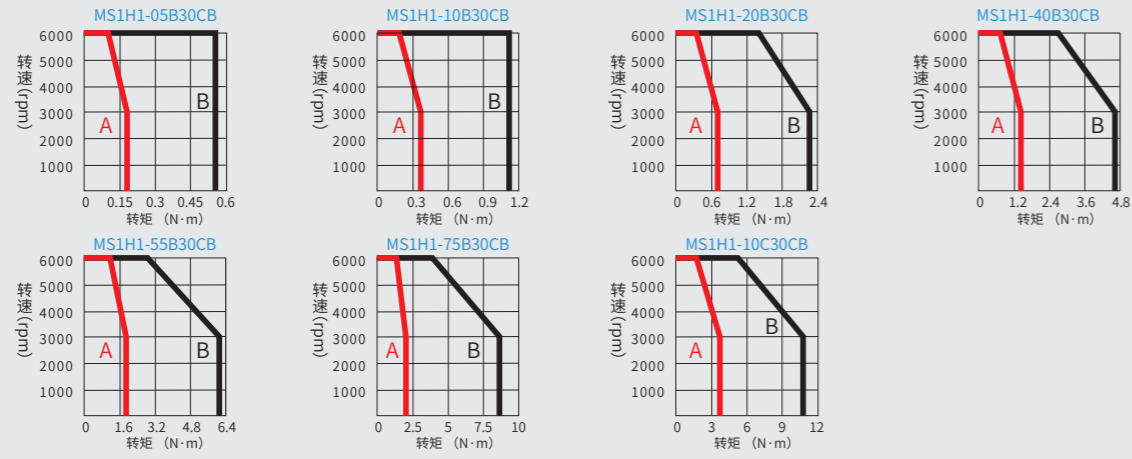 MS1H1-05B30CB
6000
5000
4000
3000
2000
1000
转速(rpm)
A
B
0 0.15 0.3 0.45 0.6
转矩 （N·m）
MS1H1-10B30CB
6000
5000
4000
3000
2000
1000
转速(rpm)
A
B
0 0.3 0.6 0.9 1.2
转矩 （N·m）
MS1H1-20B30CB
6000
5000
4000
3000
2000
1000
转速(rpm)
A
B
0 0.6 1.2 1.8 2.4
转矩 （N·m）
MS1H1-40B30CB
6000
5000
4000
3000
2000
1000
转速(rpm)
A
B
0 1.2 2.4 3.6 4.8
转矩 （N·m）
MS1H1-55B30CB
6000
5000
4000
3000
2000
1000
转速(rpm)
A
B
0 1.6 3.2 4.8 6.4
转矩 （N·m）
MS1H1-75B30CB
6000
5000
4000
3000
2000
1000
转速(rpm)
A
B
0 2.5 5 7.5 10
转矩 （N·m）
MS1H1-10C30CB
6000
5000
4000
3000
2000
1000
转速(rpm)
A
B
0 3 6 9 12
转矩 （N·m）